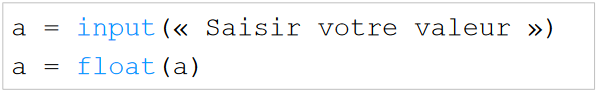 a = input(« Saisir votre valeur »)
a = float(a)